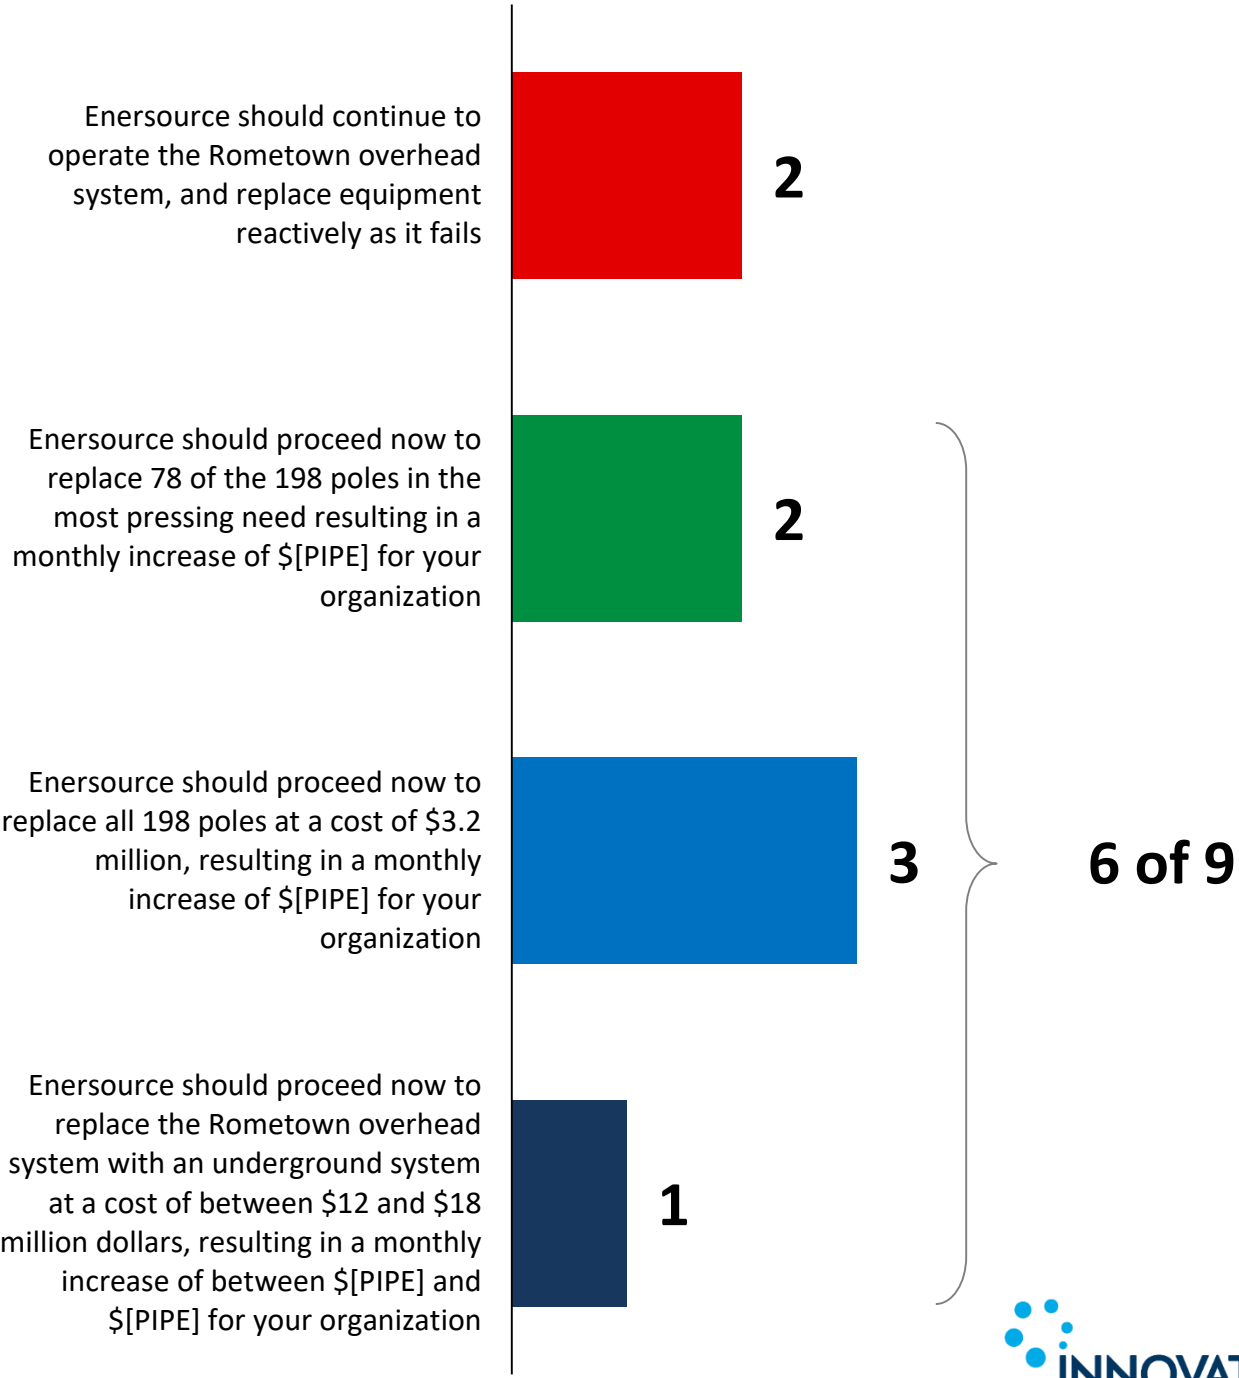 Enersource should continue to
operate the Rometown overhead
system, and replace equipment
reactively as it fails
2
Enersource should proceed now to
replace 78 of the 198 poles in the
most pressing need resulting in a
monthly increase of $[PIPE] for your
organization
2
Enersource should proceed now to
replace all 198 poles at a cost of $3.2
million, resulting in a monthly
increase of $[PIPE] for your
organization
3
6 of 9
Enersource should proceed now to
replace the Rometown overhead
system with an underground system
at a cost of between $12 and $18
million dollars, resulting in a monthly
increase of between $[PIPE] and
$[PIPE] for your organization
1